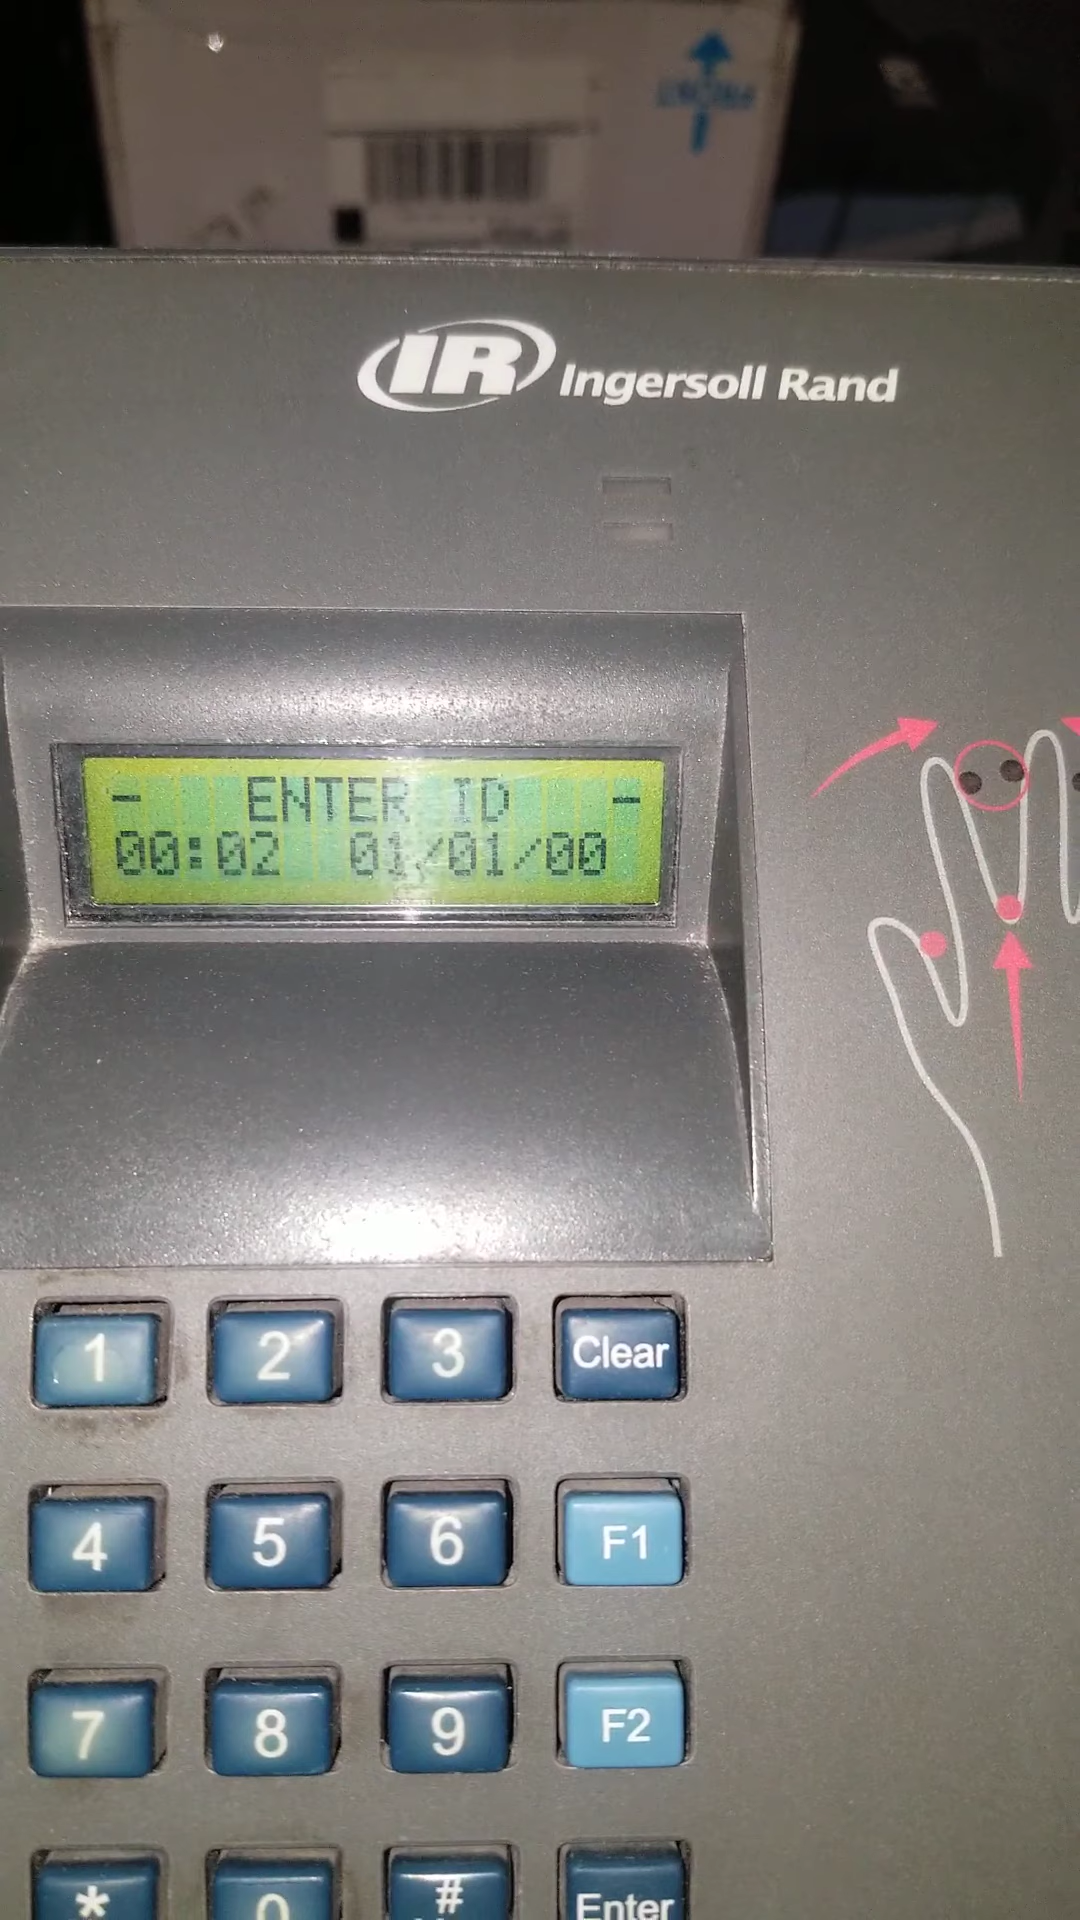 FRONT
IR Ingersoll Rand
- ENTER ID -
00:02 01/01/00
1 2 3 Clear
4 5 6 F1
7 8 9 F2
* 0 # Enter